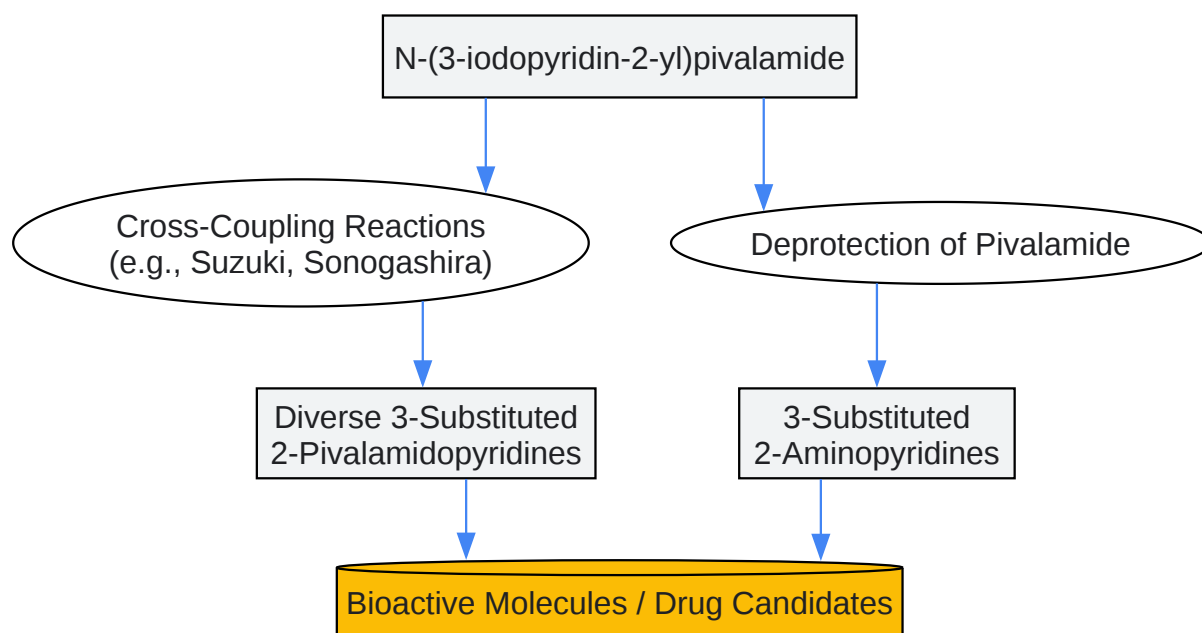 N-(3-iodopyridin-2-yl)pivalamide
Cross-Coupling Reactions
(e.g., Suzuki, Sonogashira)
Deprotection of Pivalamide
Diverse 3-Substituted
2-Pivalamidopyridines
3-Substituted
2-Aminopyridines
Bioactive Molecules / Drug Candidates